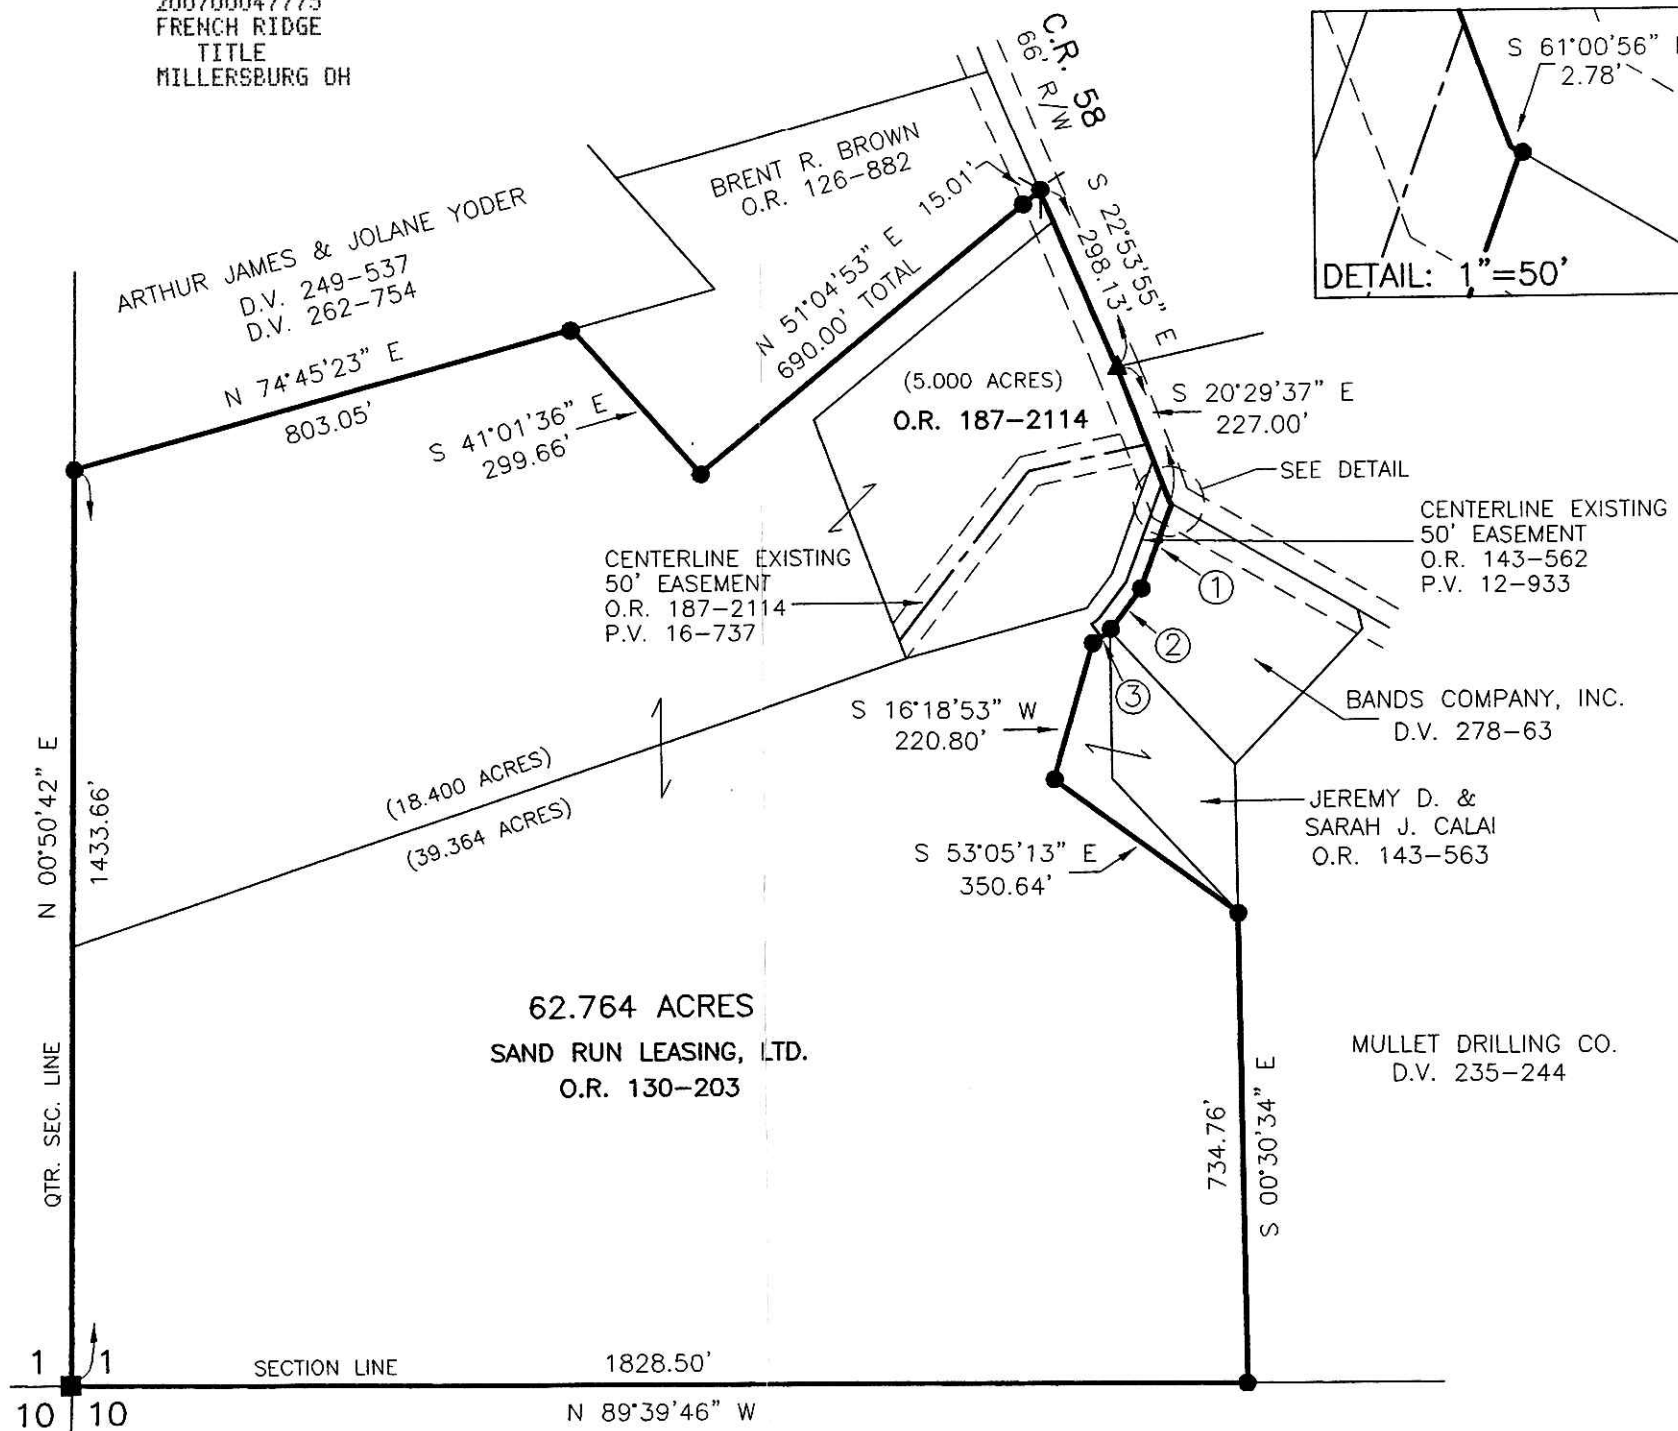 200700047775
FRENCH RIDGE
TITLE
MILLERSBURG OH
C.R. 58
66' R/W
S 61°00'56"
2.78'
DETAIL: 1"=50'
BRENT R. BROWN
O.R. 126-882
15.01'
ARTHUR JAMES & JOLANE YODER
D.V. 249-537
D.V. 262-754
S 22°53'55" E
298.13'
N 51°04'53" E
690.00' TOTAL
N 74°45'23" E
803.05'
S 41°01'36" E
299.66'
(5.000 ACRES)
O.R. 187-2114
S 20°29'37" E
227.00'
SEE DETAIL
CENTERLINE EXISTING
50' EASEMENT
O.R. 143-562
P.V. 12-933
CENTERLINE EXISTING
50' EASEMENT
O.R. 187-2114
P.V. 16-737
1
2
3
S 16°18'53" W
220.80'
BANDS COMPANY, INC.
D.V. 278-63
N 00°50'42" E
1433.66'
(18.400 ACRES)
(39.364 ACRES)
JEREMY D. &
SARAH J. CALAI
O.R. 143-563
S 53°05'13" E
350.64'
62.764 ACRES
SAND RUN LEASING, LTD.
O.R. 130-203
MULLET DRILLING CO.
D.V. 235-244
QTR. SEC. LINE
734.76'
S 00°30'34" E
1 1
SECTION LINE 1828.50'
10 10
N 89°39'46" W